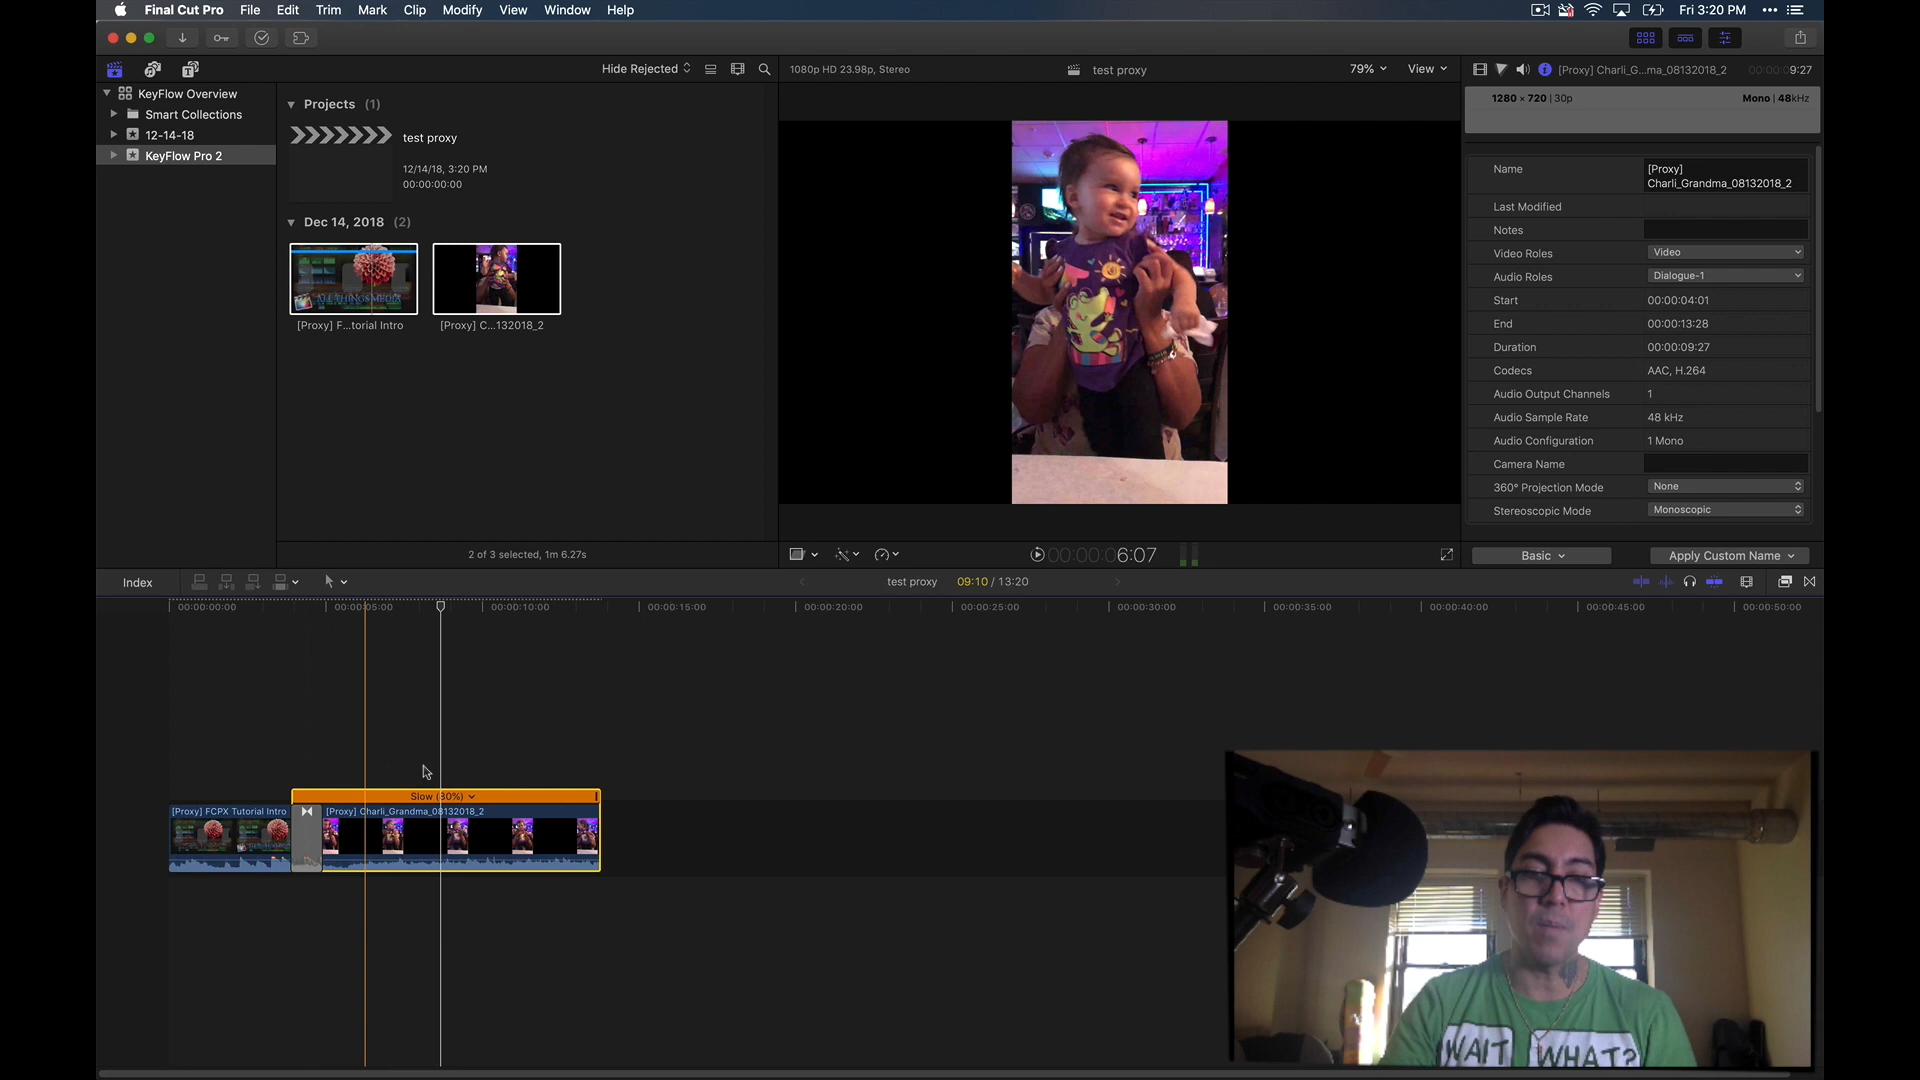 Final Cut Pro File Edit Trim Mark Clip Modify View Window Help
Fri 3:20 PM
Hide Rejected
1080p HD 23.98p, Stereo
test proxy
79%
View
[Proxy] Charli_G...ma_08132018_2
9:27
KeyFlow Overview
Smart Collections
12-14-18
KeyFlow Pro 2
Projects (1)
test proxy
12/14/18, 3:20 PM
00:00:00:00
Dec 14, 2018 (2)
ALL THINGS MEDIA
[Proxy] F...torial Intro
[Proxy] C...132018_2
2 of 3 selected, 1m 6.27s
1280 × 720 | 30p
Mono | 48kHz
Name [Proxy]
Charli_Grandma_08132018_2
Last Modified
Notes
Video Roles Video
Audio Roles Dialogue-1
Start 00:00:04:01
End 00:00:13:28
Duration 00:00:09:27
Codecs AAC, H.264
Audio Output Channels 1
Audio Sample Rate 48 kHz
Audio Configuration 1 Mono
Camera Name
360° Projection Mode None
Stereoscopic Mode Monoscopic
Basic
Apply Custom Name
00:00:00:06:07
Index
test proxy
09:10 / 13:20
00:00:00:00 00:00:05:00 00:00:10:00 00:00:15:00 00:00:20:00 00:00:25:00 00:00:30:00 00:00:35:00 00:00:40:00 00:00:45:00 00:00:50:00
Slow (80%)
[Proxy] FCPX Tutorial Intro
[Proxy] Charli_Grandma_08132018_2
WAIT WHAT?